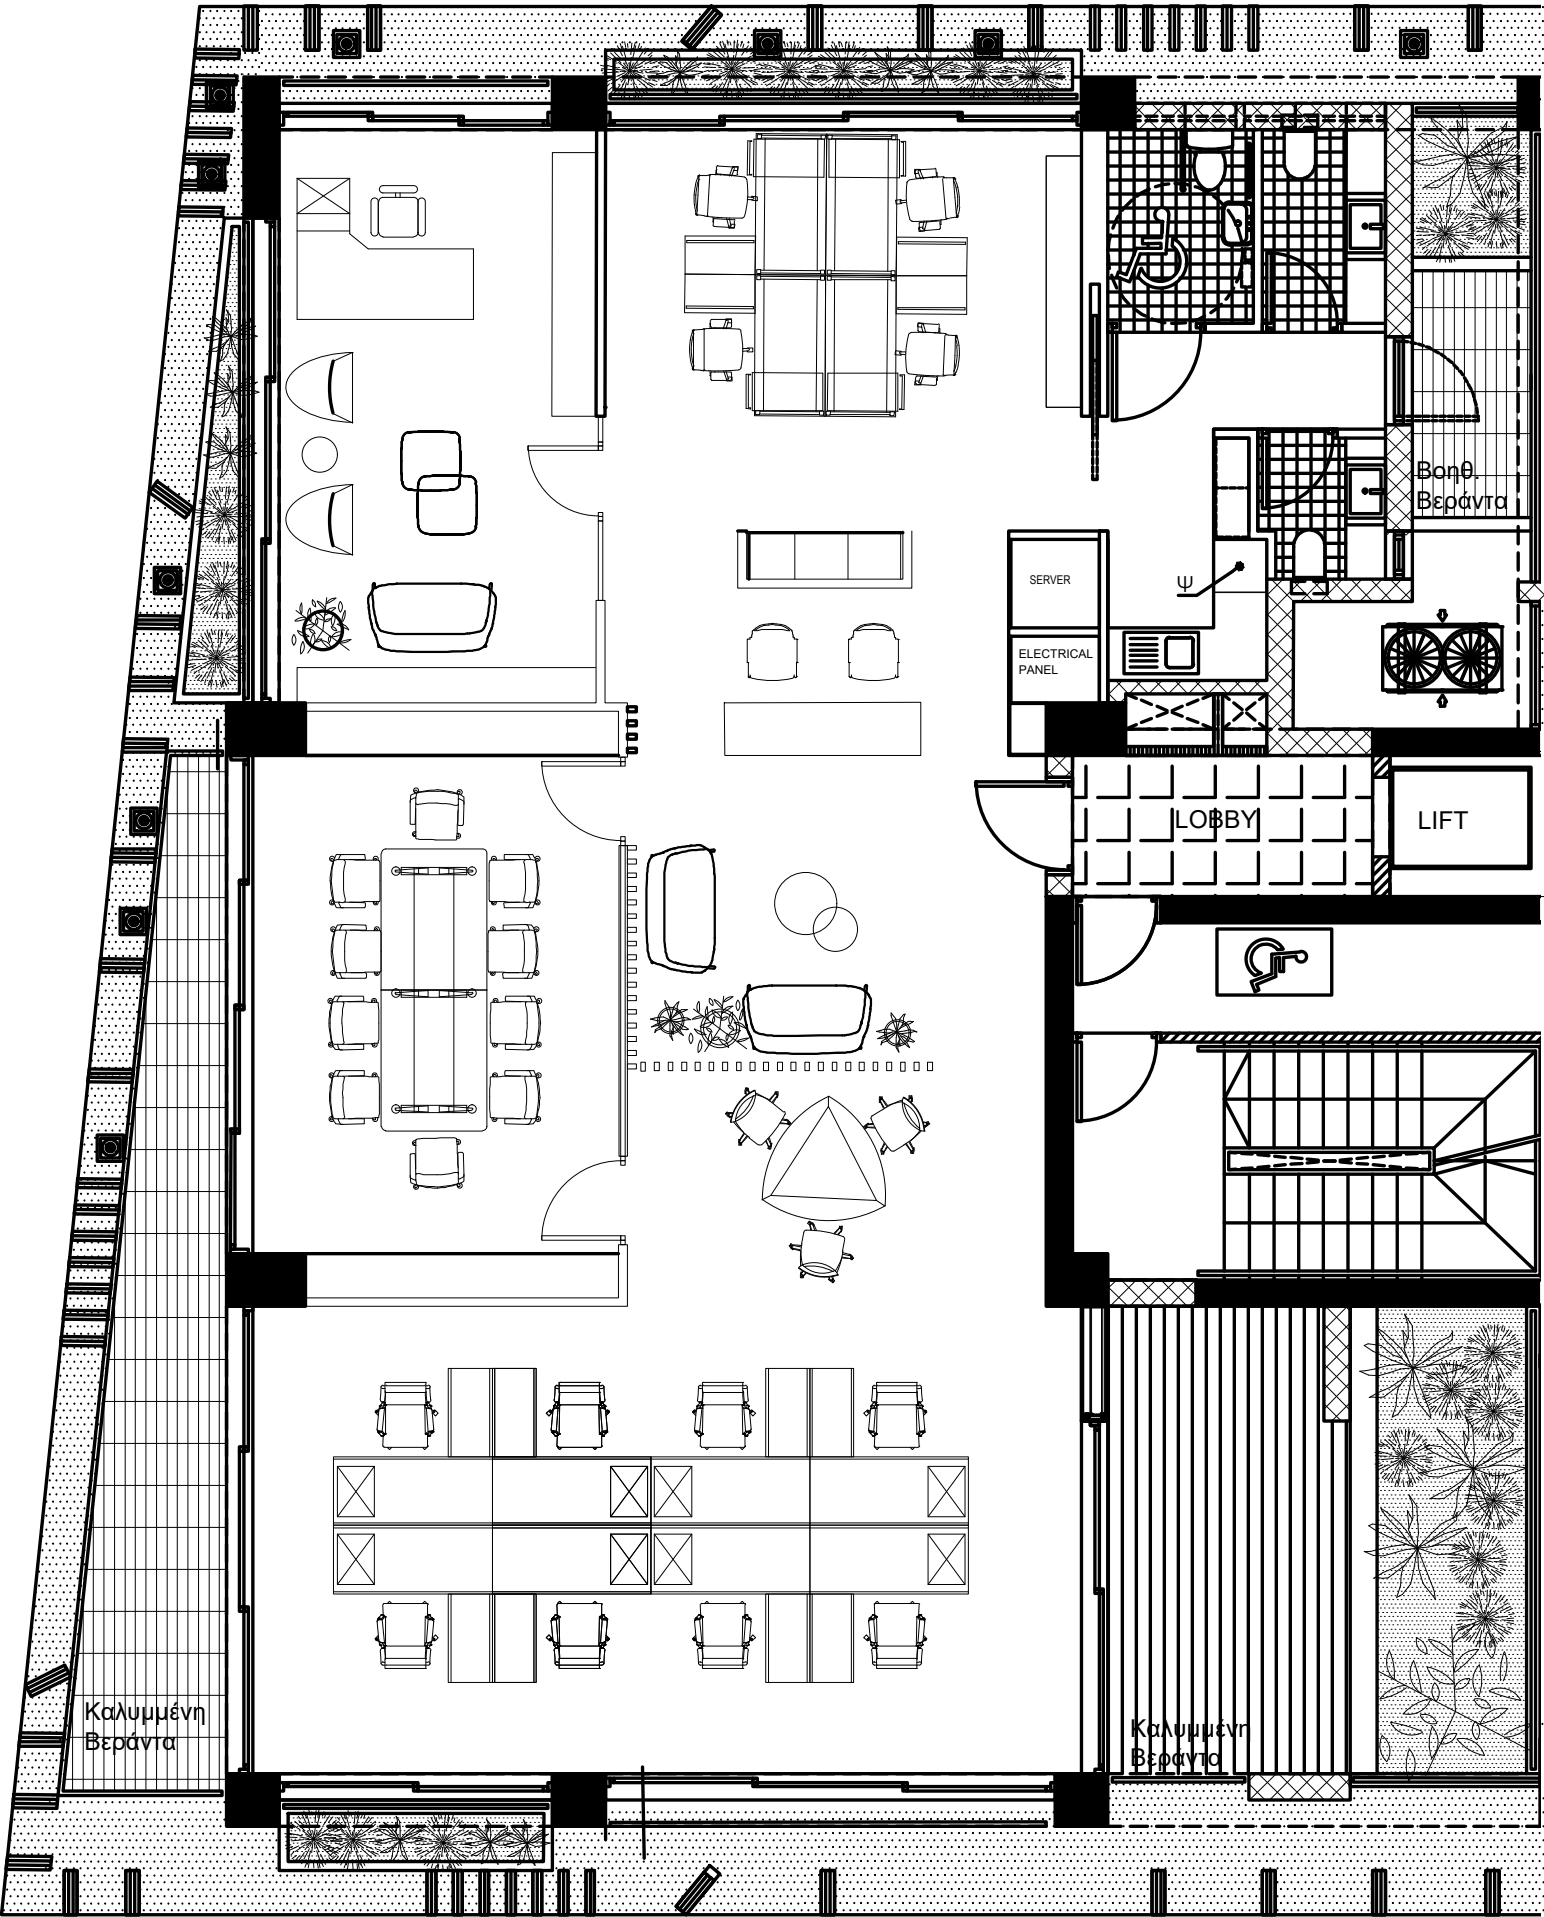 Βοηθ.
Βεράντα
SERVER
Ψ
ELECTRICAL
PANEL
LOBBY
LIFT
Καλυμμένη
Βεράντα
Καλυμμένη
Βεράντα